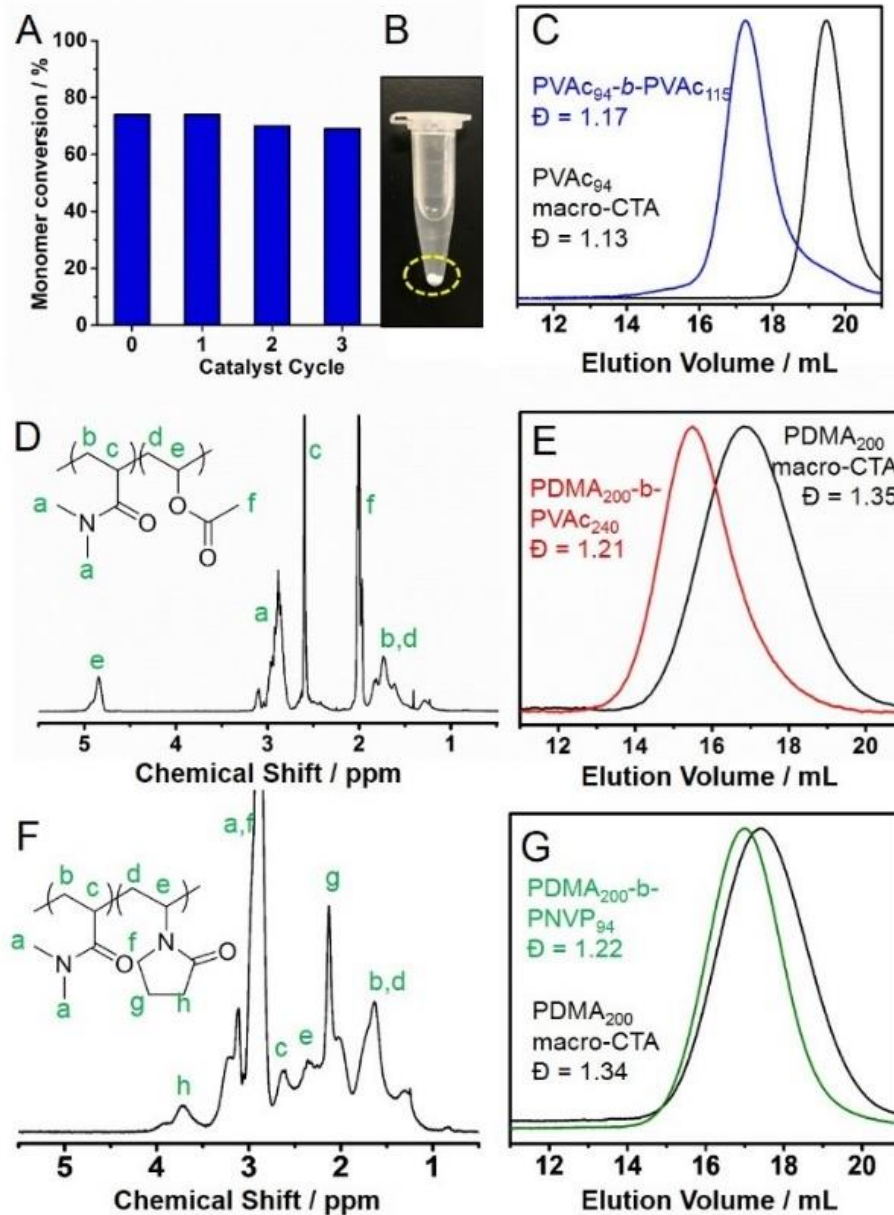 A
Monomer conversion / %
100
80
60
40
20
0
0 1 2 3
Catalyst Cycle
B
C
PVAc94-b-PVAc115
Đ = 1.17
PVAc94
macro-CTA
Đ = 1.13
12 14 16 18 20
Elution Volume / mL
D
b c d e
a
N
O
O
f
a
O
e
a
c
f
b,d
5 4 3 2 1
Chemical Shift / ppm
E
PDMA200
macro-CTA
Đ = 1.35
PDMA200-b-
PVAc240
Đ = 1.21
12 14 16 18 20
Elution Volume / mL
F
b c d e
a
N
O
f
N
O
a
g
h
h
a,f
c
e
g
b,d
5 4 3 2 1
Chemical Shift / ppm
G
PDMA200-b-
PNVP94
Đ = 1.22
PDMA200
macro-CTA
Đ = 1.34
12 14 16 18 20
Elution Volume / mL